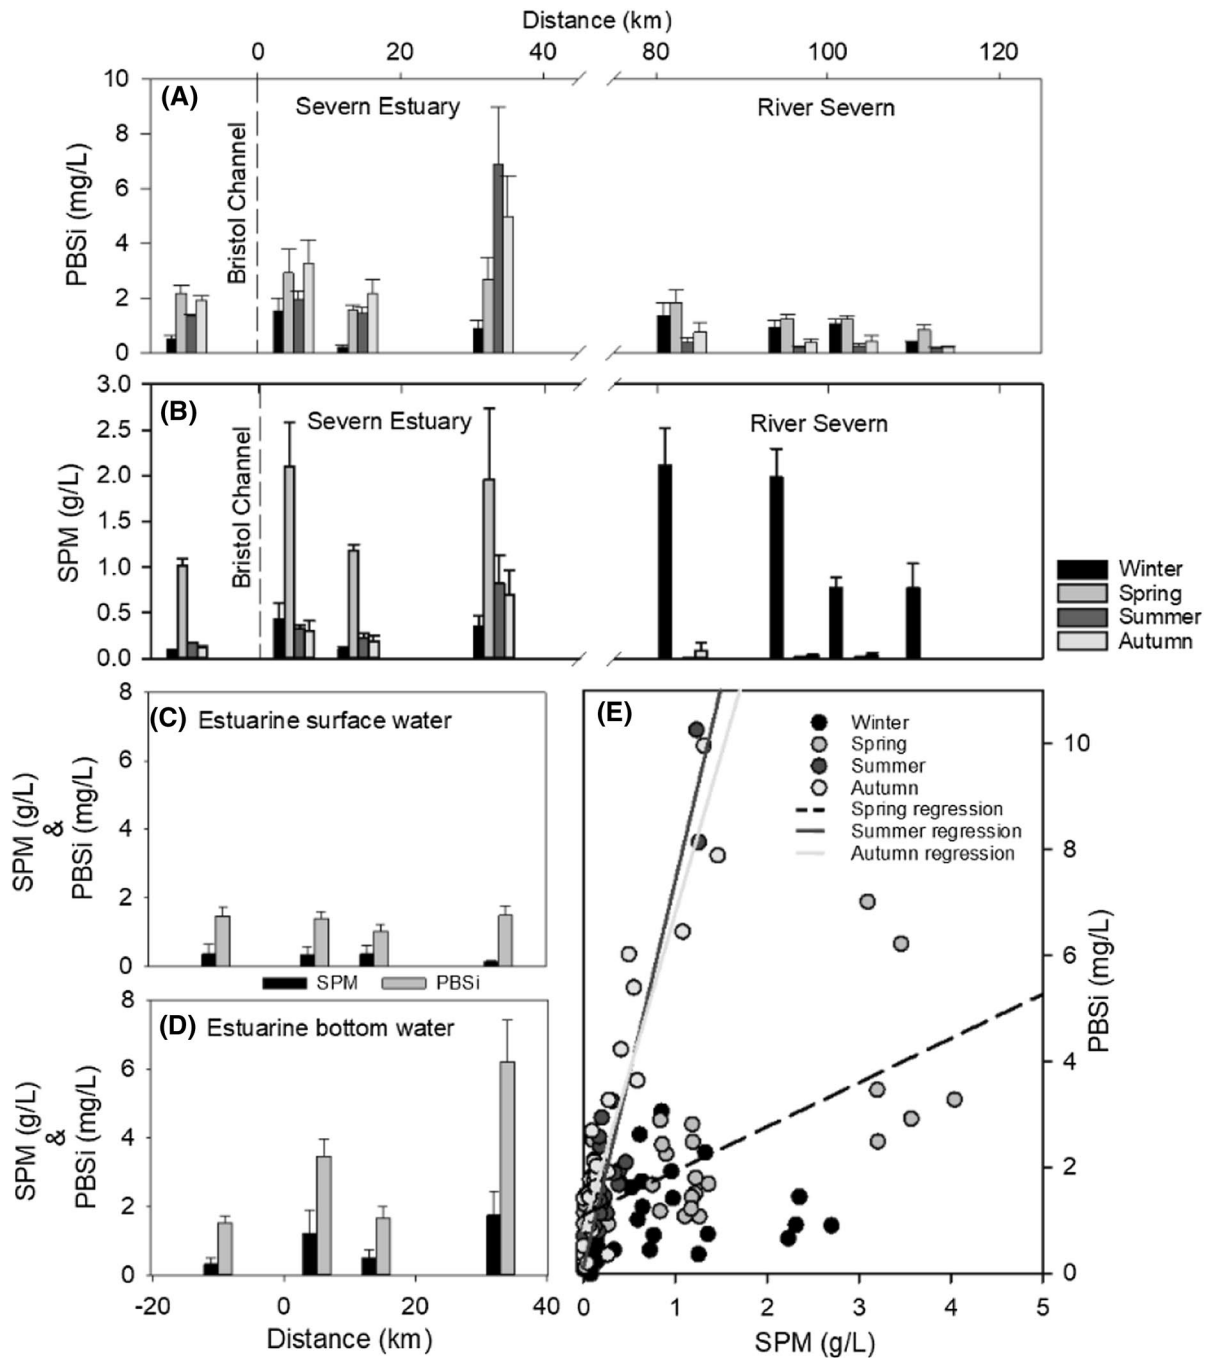 Distance (km)
0 20 40 80 100 120
(A) Severn Estuary River Severn
Bristol Channel
PBSi (mg/L)
10
8
6
4
2
0
(B) Severn Estuary River Severn
Bristol Channel
SPM (g/L)
3.0
2.5
2.0
1.5
1.0
0.5
0.0
Winter
Spring
Summer
Autumn
(C) Estuarine surface water
SPM (g/L)
&
PBSi (mg/L)
8
6
4
2
0
SPM PBSi
(D) Estuarine bottom water
SPM (g/L)
&
PBSi (mg/L)
8
6
4
2
0
-20 0 20 40
Distance (km)
(E)
Winter
Spring
Summer
Autumn
Spring regression
Summer regression
Autumn regression
10
8
6
4
2
0
PBSi (mg/L)
0 1 2 3 4 5
SPM (g/L)